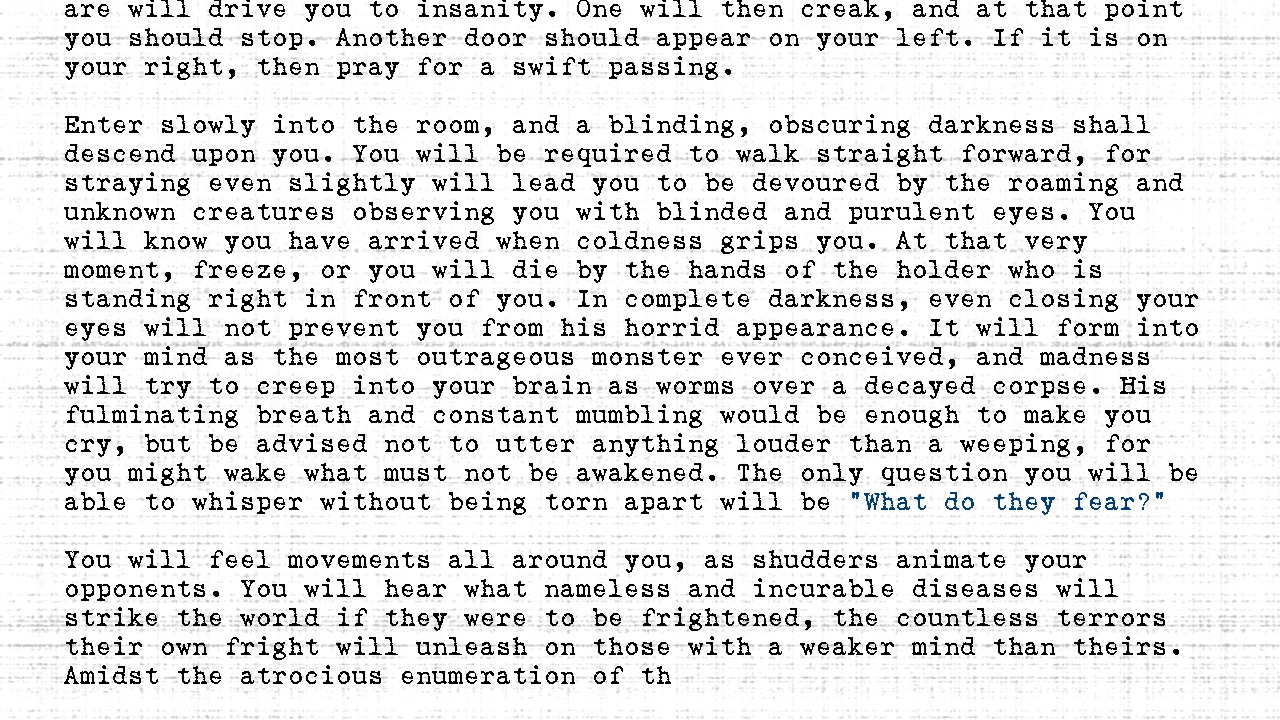 are will drive you to insanity. One will then creak, and at that point
you should stop. Another door should appear on your left. If it is on
your right, then pray for a swift passing.
Enter slowly into the room, and a blinding, obscuring darkness shall
descend upon you. You will be required to walk straight forward, for
straying even slightly will lead you to be devoured by the roaming and
unknown creatures observing you with blinded and purulent eyes. You
will know you have arrived when coldness grips you. At that very
moment, freeze, or you will die by the hands of the holder who is
standing right in front of you. In complete darkness, even closing your
eyes will not prevent you from his horrid appearance. It will form into
your mind as the most outrageous monster ever conceived, and madness
will try to creep into your brain as worms over a decayed corpse. His
fulminating breath and constant mumbling would be enough to make you
cry, but be advised not to utter anything louder than a weeping, for
you might wake what must not be awakened. The only question you will be
able to whisper without being torn apart will be "What do they fear?"
You will feel movements all around you, as shudders animate your
opponents. You will hear what nameless and incurable diseases will
strike the world if they were to be frightened, the countless terrors
their own fright will unleash on those with a weaker mind than theirs.
Amidst the atrocious enumeration of th